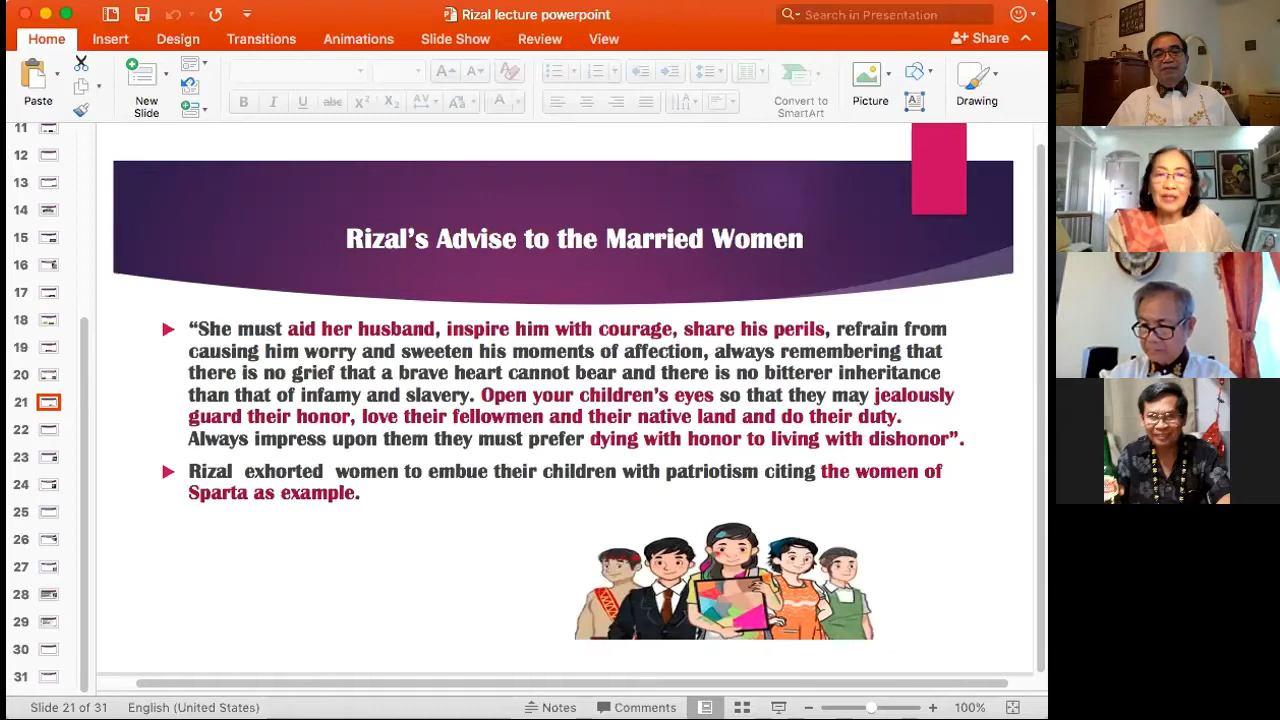 Rizal lecture powerpoint
Search in Presentation
Home Insert Design Transitions Animations Slide Show Review View Share
Paste
New Slide
Convert to SmartArt
Picture
Drawing
11
12
13
14
15
16
17
18
19
20
21
22
23
24
25
26
27
28
29
30
31
Rizal's Advise to the Married Women
“She must aid her husband, inspire him with courage, share his perils, refrain from
causing him worry and sweeten his moments of affection, always remembering that
there is no grief that a brave heart cannot bear and there is no bitterer inheritance
than that of infamy and slavery. Open your children’s eyes so that they may jealously
guard their honor, love their fellowmen and their native land and do their duty.
Always impress upon them they must prefer dying with honor to living with dishonor”.
Rizal exhorted women to embue their children with patriotism citing the women of
Sparta as example.
Slide 21 of 31 English (United States) Notes Comments 100%